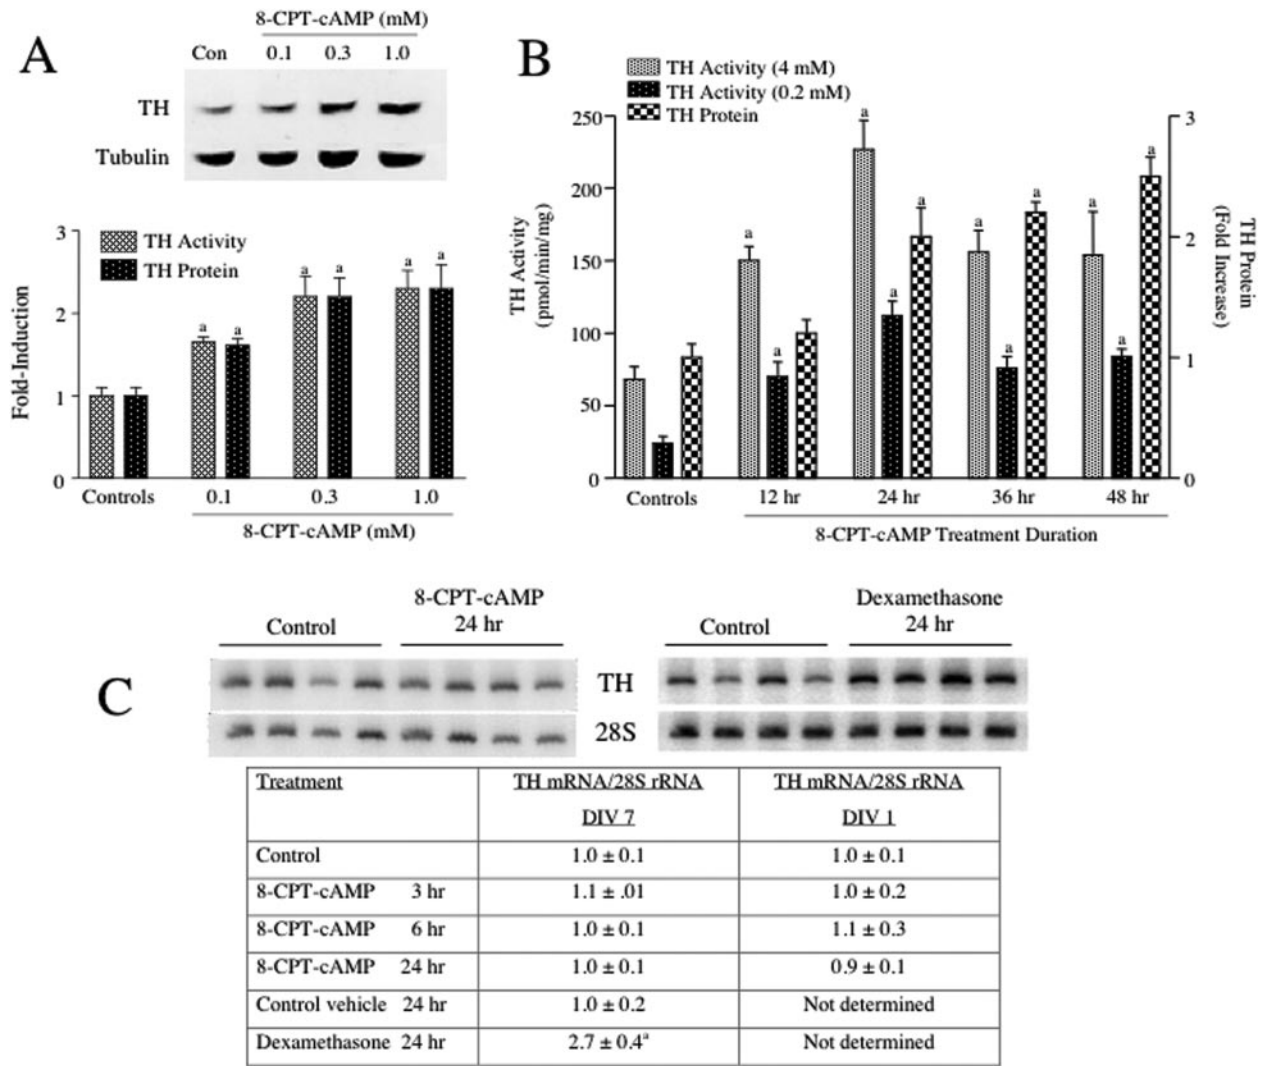 A
8-CPT-cAMP (mM)
Con 0.1 0.3 1.0
TH
Tubulin
3
2
1
0
Fold-Induction
TH Activity
TH Protein
a a a a a a
Controls 0.1 0.3 1.0
8-CPT-cAMP (mM)
B
TH Activity (4 mM)
TH Activity (0.2 mM)
TH Protein
250
200
150
100
50
0
TH Activity
(pmol/min/mg)
3
2
1
0
TH Protein
(Fold Increase)
a a a a a a a a a a a
Controls 12 hr 24 hr 36 hr 48 hr
8-CPT-cAMP Treatment Duration
C
Control 8-CPT-cAMP
24 hr
Control Dexamethasone
24 hr
TH
28S
Treatment TH mRNA/28S rRNA TH mRNA/28S rRNA
DIV 7 DIV 1
Control 1.0 ± 0.1 1.0 ± 0.1
8-CPT-cAMP 3 hr 1.1 ± .01 1.0 ± 0.2
8-CPT-cAMP 6 hr 1.0 ± 0.1 1.1 ± 0.3
8-CPT-cAMP 24 hr 1.0 ± 0.1 0.9 ± 0.1
Control vehicle 24 hr 1.0 ± 0.2 Not determined
Dexamethasone 24 hr 2.7 ± 0.4ᵃ Not determined